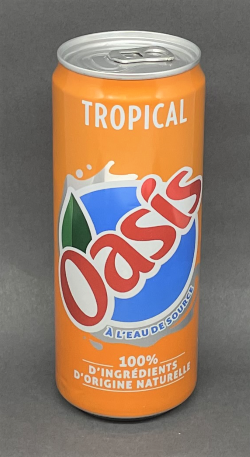 TROPICAL
Oasis
À L'EAU DE SOURCE
100%
D'INGRÉDIENTS
D'ORIGINE NATURELLE